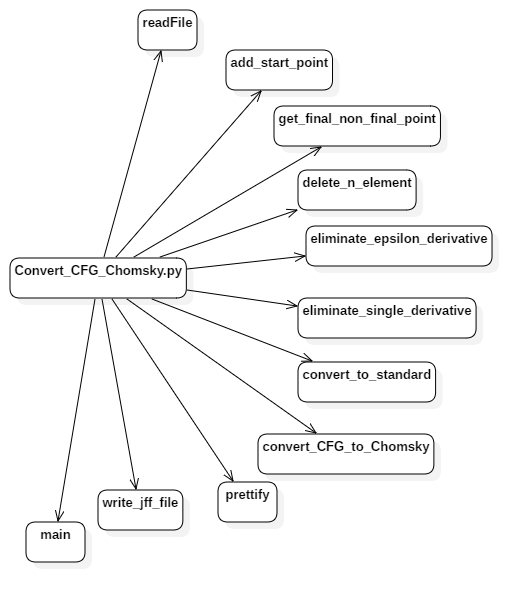 readFile
add_start_point
get_final_non_final_point
delete_n_element
eliminate_epsilon_derivative
Convert_CFG_Chomsky.py
eliminate_single_derivative
convert_to_standard
convert_CFG_to_Chomsky
prettify
write_jff_file
main